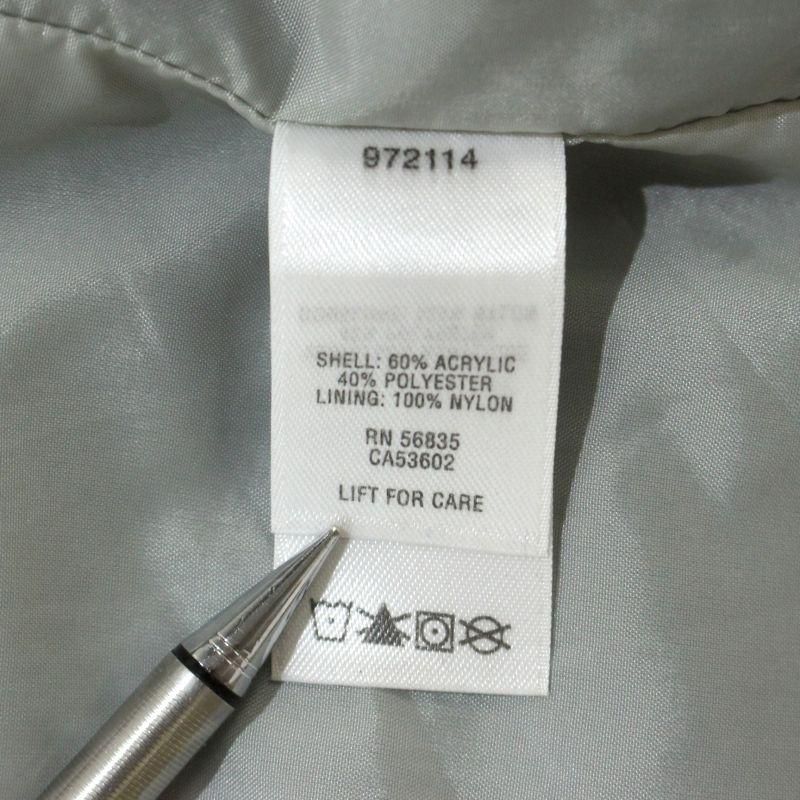 972114
SHELL: 60% ACRYLIC
40% POLYESTER
LINING: 100% NYLON
RN 56835
CA53602
LIFT FOR CARE